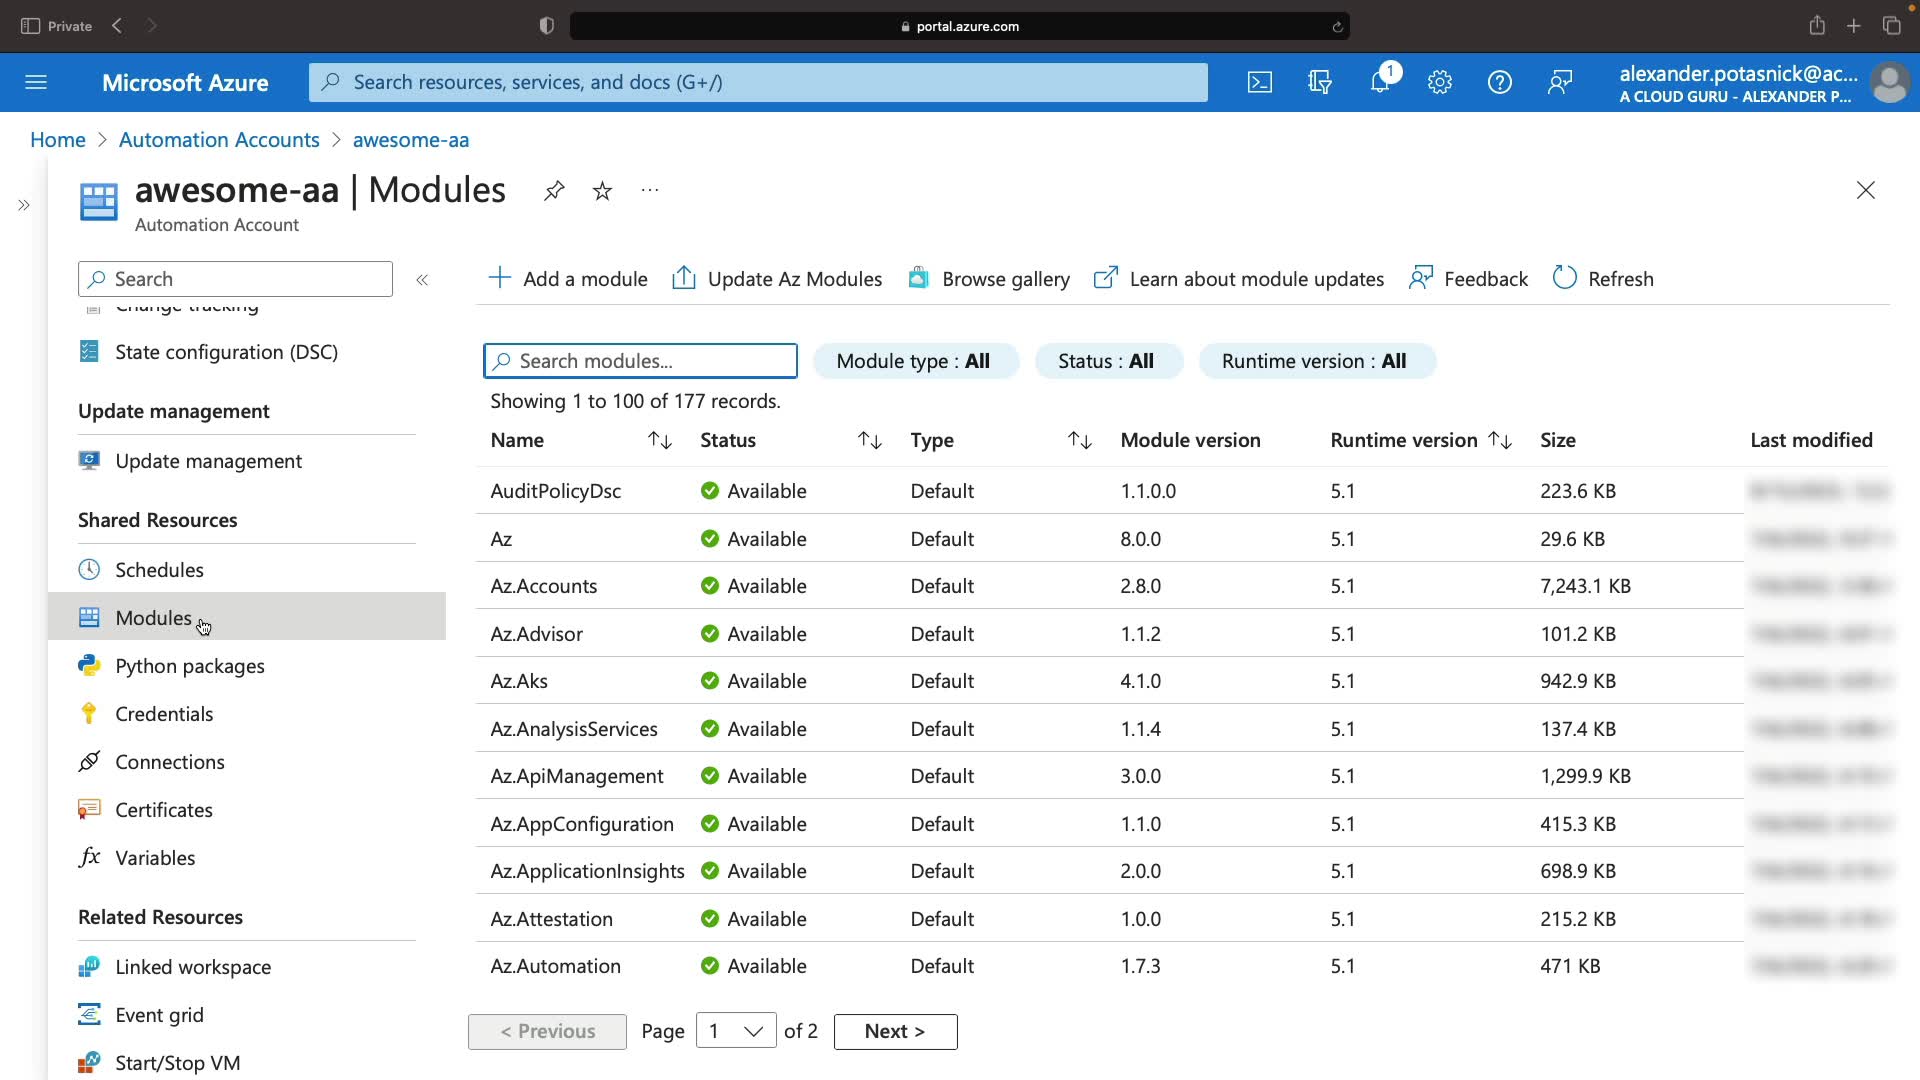 Private
portal.azure.com
Microsoft Azure
Search resources, services, and docs (G+/)
1
alexander.potasnick@ac...
A CLOUD GURU - ALEXANDER P...
Home > Automation Accounts > awesome-aa
awesome-aa | Modules
Automation Account
Search
Change tracking
State configuration (DSC)
Update management
Update management
Shared Resources
Schedules
Modules
Python packages
Credentials
Connections
Certificates
Variables
Related Resources
Linked workspace
Event grid
Start/Stop VM
Add a module Update Az Modules Browse gallery Learn about module updates Feedback Refresh
Search modules... Module type : All Status : All Runtime version : All
Showing 1 to 100 of 177 records.
Name Status Type Module version Runtime version Size Last modified
AuditPolicyDsc Available Default 1.1.0.0 5.1 223.6 KB
Az Available Default 8.0.0 5.1 29.6 KB
Az.Accounts Available Default 2.8.0 5.1 7,243.1 KB
Az.Advisor Available Default 1.1.2 5.1 101.2 KB
Az.Aks Available Default 4.1.0 5.1 942.9 KB
Az.AnalysisServices Available Default 1.1.4 5.1 137.4 KB
Az.ApiManagement Available Default 3.0.0 5.1 1,299.9 KB
Az.AppConfiguration Available Default 1.1.0 5.1 415.3 KB
Az.ApplicationInsights Available Default 2.0.0 5.1 698.9 KB
Az.Attestation Available Default 1.0.0 5.1 215.2 KB
Az.Automation Available Default 1.7.3 5.1 471 KB
< Previous Page 1 of 2 Next >